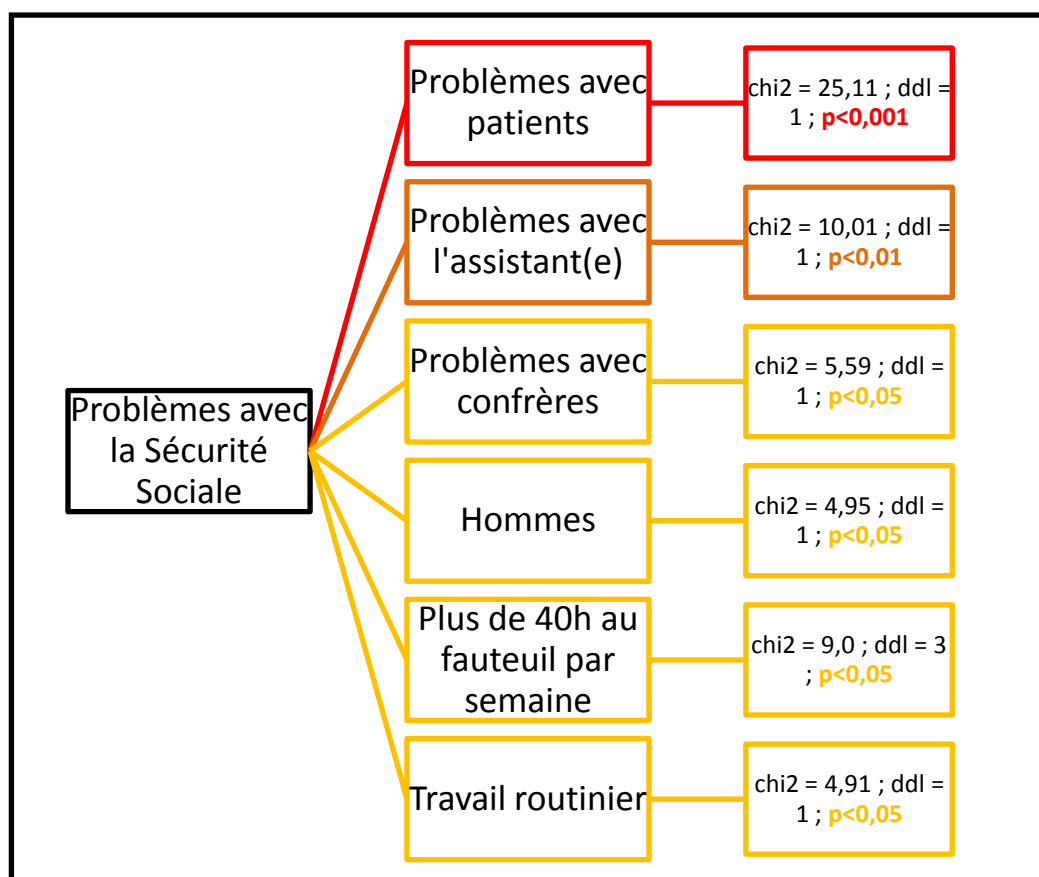 Problèmes avec
la Sécurité
Sociale
Problèmes avec
patients
chi2 = 25,11 ; ddl =
1 ; p<0,001
Problèmes avec
l'assistant(e)
chi2 = 10,01 ; ddl =
1 ; p<0,01
Problèmes avec
confrères
chi2 = 5,59 ; ddl =
1 ; p<0,05
Hommes
chi2 = 4,95 ; ddl =
1 ; p<0,05
Plus de 40h au
fauteuil par
semaine
chi2 = 9,0 ; ddl = 3
; p<0,05
Travail routinier
chi2 = 4,91 ; ddl =
1 ; p<0,05